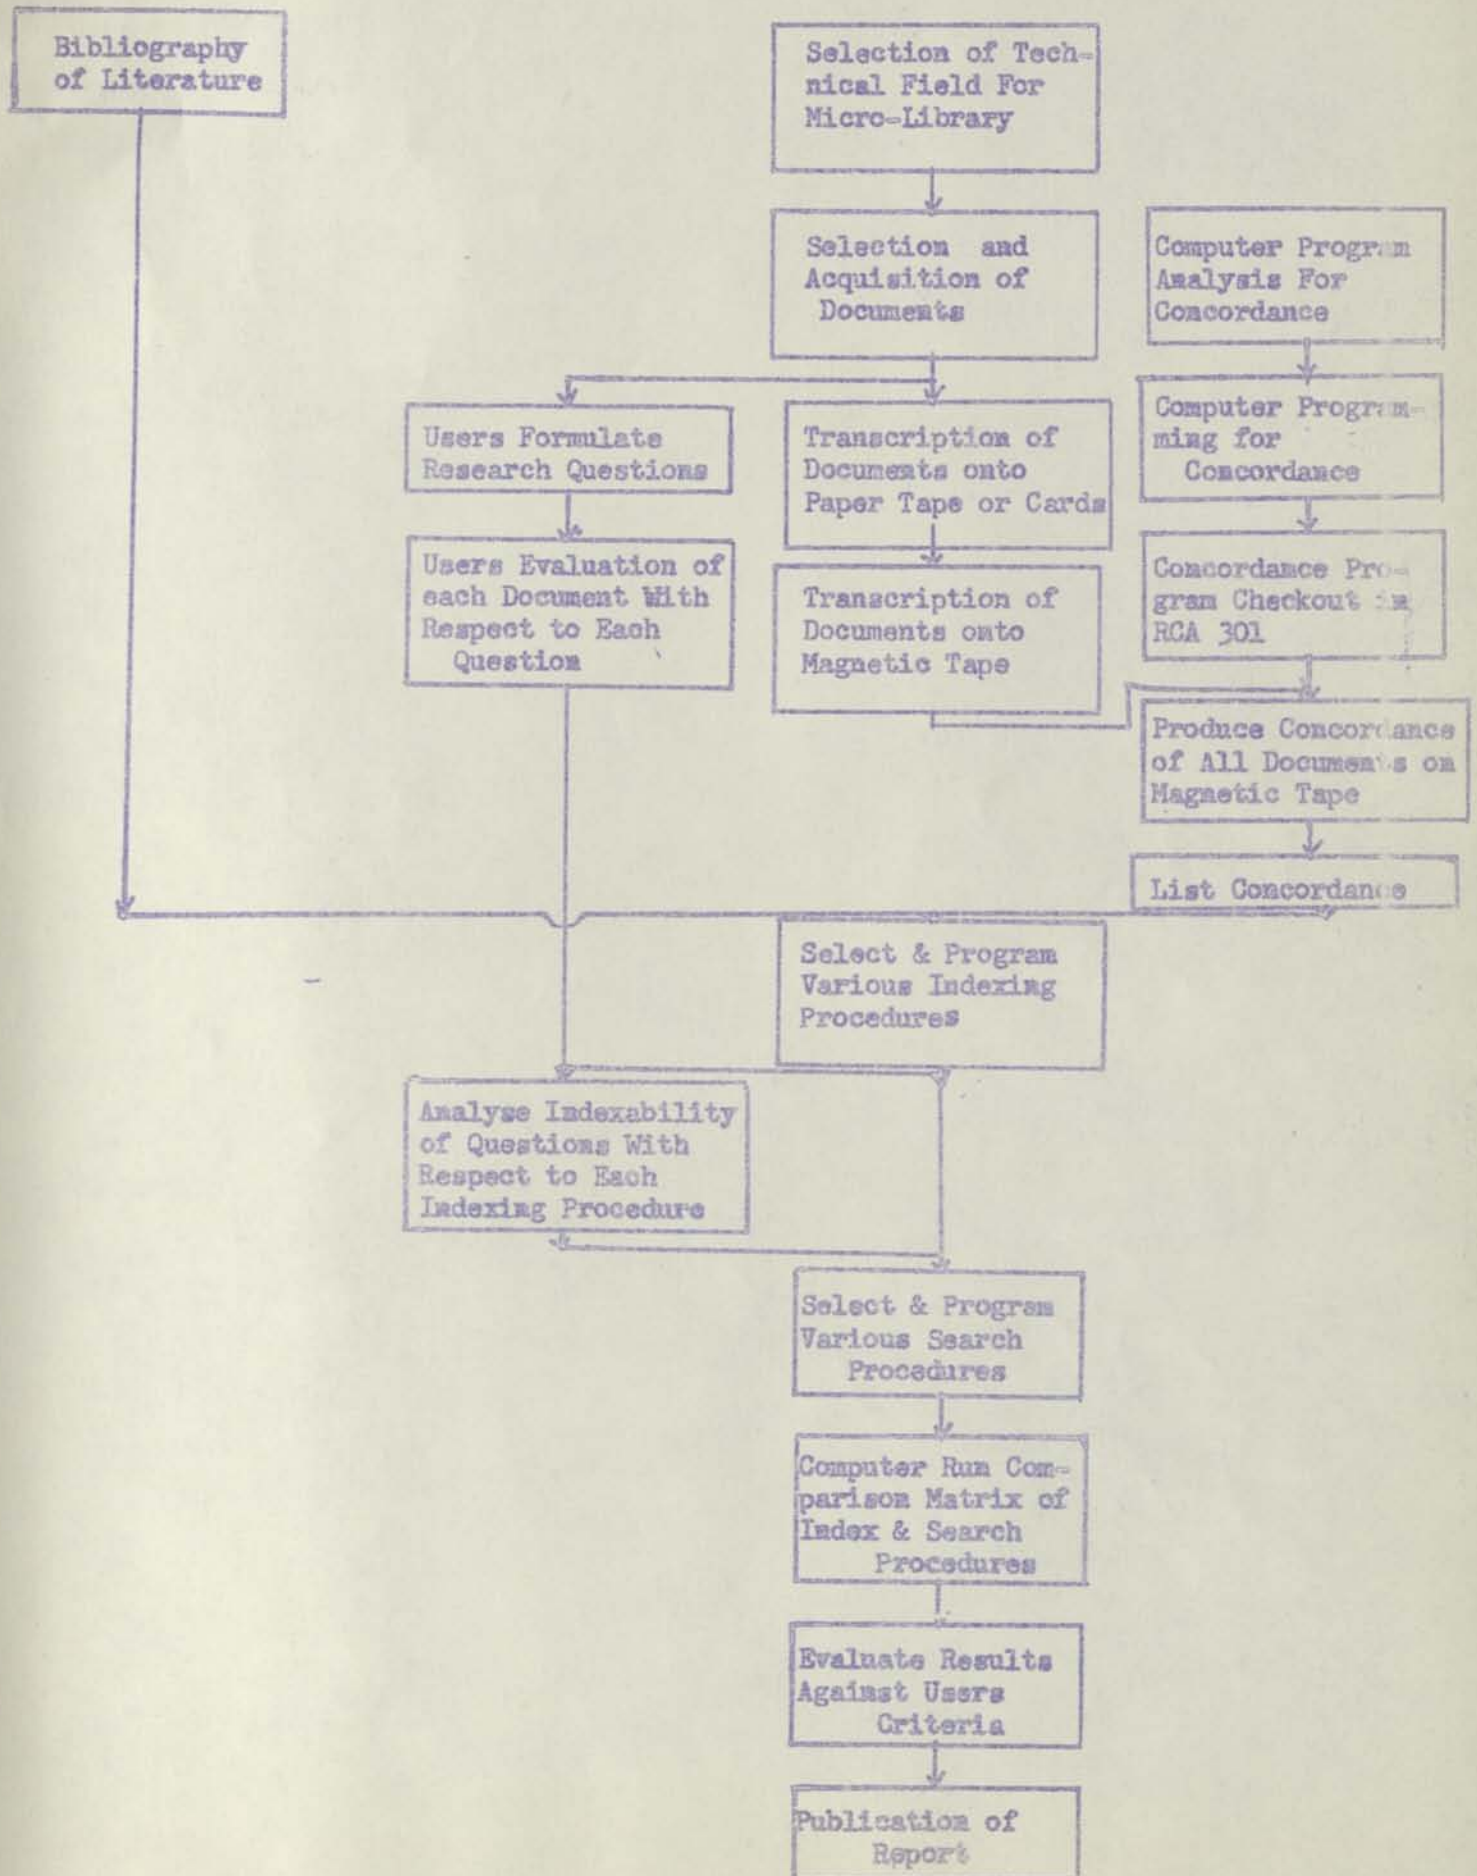 Bibliography
of Literature
Selection of Tech-
nical Field For
Micro-Library
Selection and
Acquisition of
Documents
Computer Program
Analysis For
Concordance
Users Formulate
Research Questions
Transcription of
Documents onto
Paper Tape or Cards
Computer Program-
ming for
Concordance
Users Evaluation of
each Document With
Respect to Each
Question
Transcription of
Documents onto
Magnetic Tape
Concordance Pro-
gram Checkout in
RCA 301
Produce Concordance
of All Documents on
Magnetic Tape
List Concordance
Select & Program
Various Indexing
Procedures
Analyse Indexability
of Questions With
Respect to Each
Indexing Procedure
Select & Program
Various Search
Procedures
Computer Run Com-
parison Matrix of
Index & Search
Procedures
Evaluate Results
Against Users
Criteria
Publication of
Report